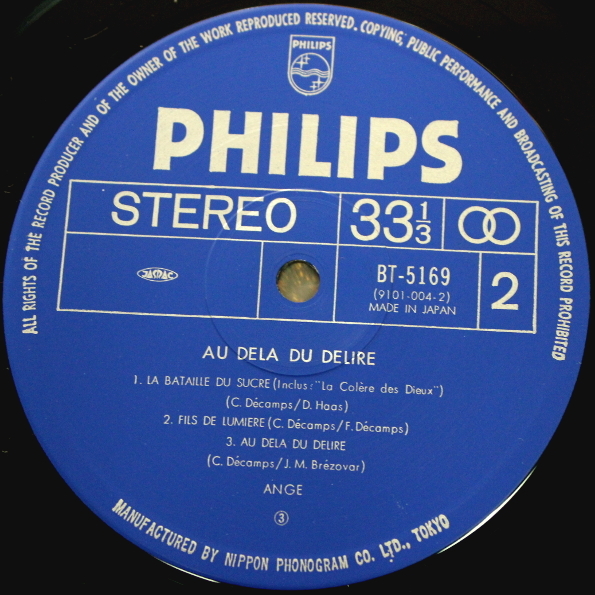 ALL RIGHTS OF THE RECORD PRODUCER AND OF THE OWNER OF THE WORK REPRODUCED RESERVED. COPYING, PUBLIC PERFORMANCE AND BROADCASTING OF THIS RECORD PROHIBITED
PHILIPS
PHILIPS
STEREO 33 1/3
JASRAC BT-5169 2
(9101-004-2)
MADE IN JAPAN
AU DELA DU DELIRE
1. LA BATAILLE DU SUCRE (Inclus: "La Colère des Dieux")
(C. Décamps/D. Haas)
2. FILS DE LUMIERE (C. Décamps/F. Décamps)
3. AU DELA DU DELIRE
(C. Décamps/J. M. Brézovar)
ANGE
③
MANUFACTURED BY NIPPON PHONOGRAM CO. LTD., TOKYO